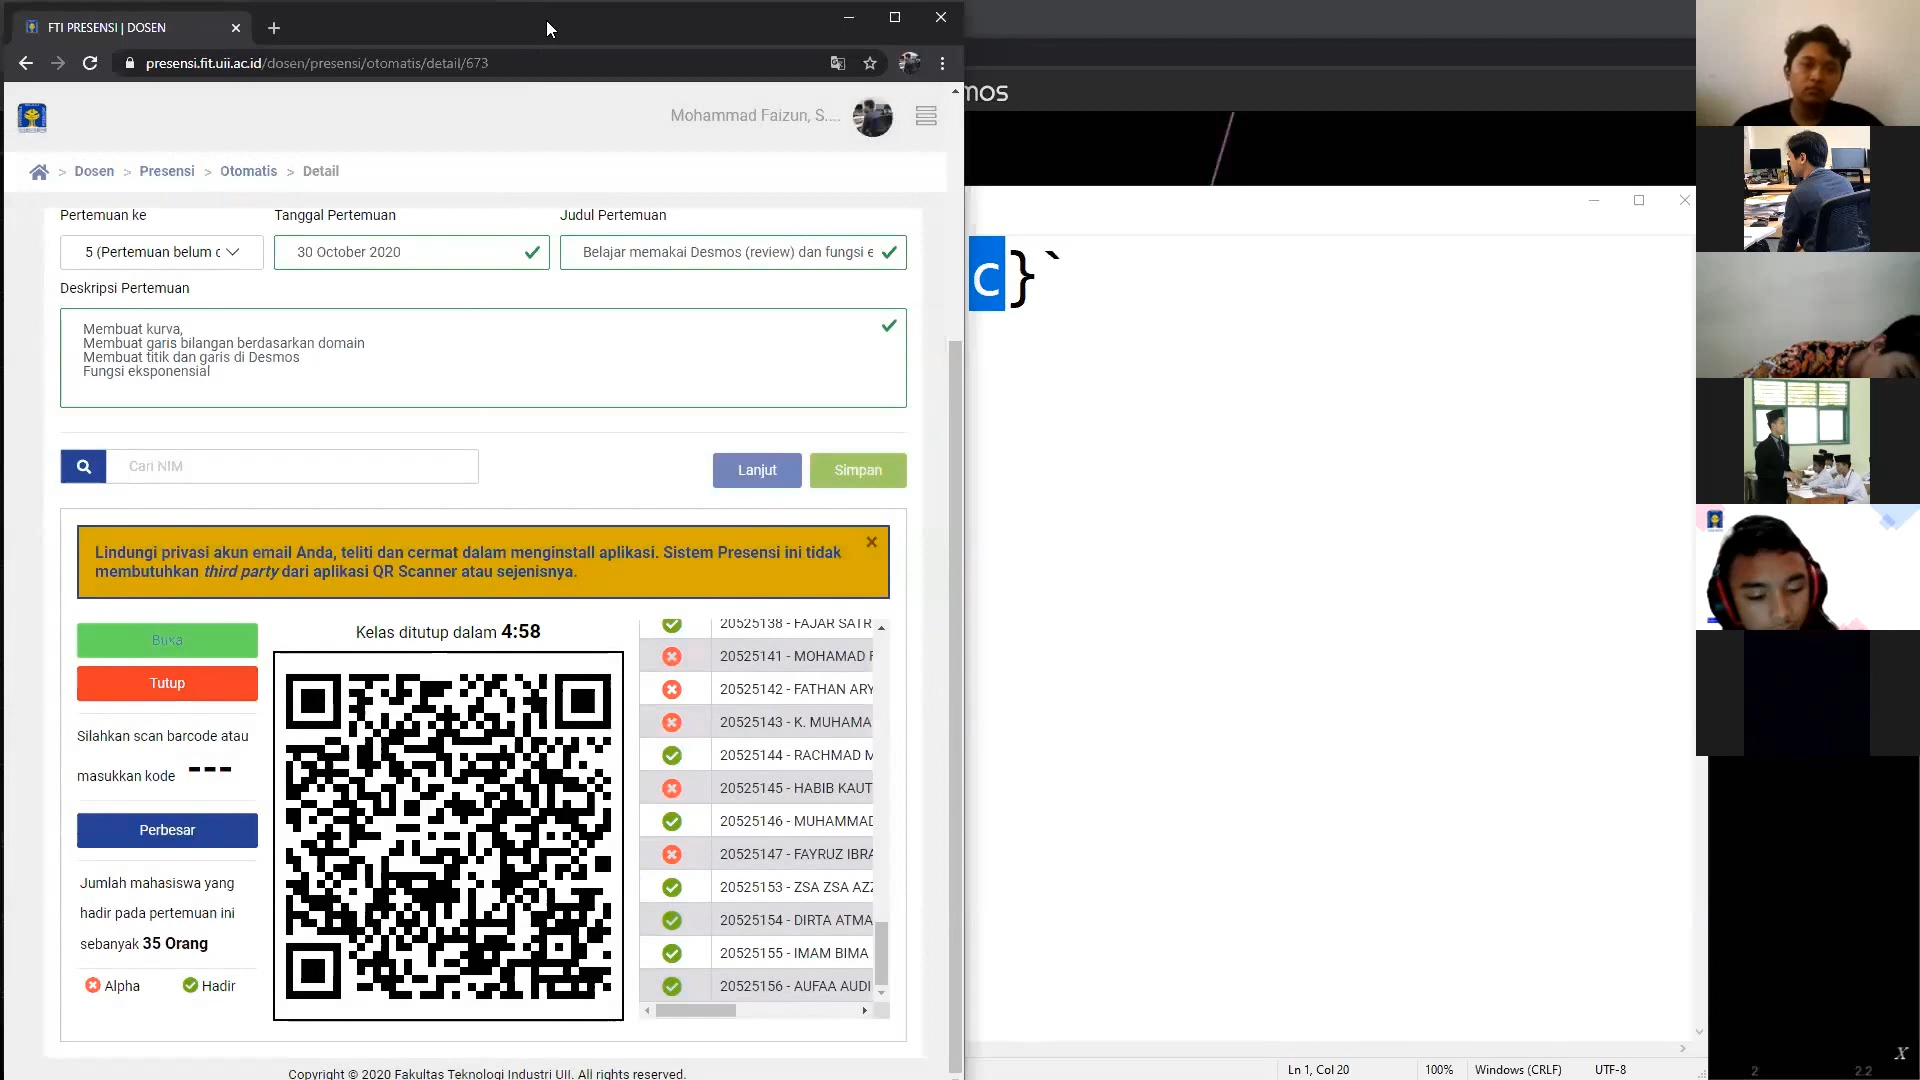 FTI PRESENSI | DOSEN
presensi.fit.uii.ac.id/dosen/presensi/otomatis/detail/673
Mohammad Faizun, S....
> Dosen > Presensi > Otomatis > Detail
Pertemuan ke
Tanggal Pertemuan
Judul Pertemuan
5 (Pertemuan belum
30 October 2020
Belajar memakai Desmos (review) dan fungsi e
Deskripsi Pertemuan
Membuat kurva,
Membuat garis bilangan berdasarkan domain
Membuat titik dan garis di Desmos
Fungsi eksponensial
Cari NIM
Lanjut
Simpan
Lindungi privasi akun email Anda, teliti dan cermat dalam menginstall aplikasi. Sistem Presensi ini tidak
membutuhkan third party dari aplikasi QR Scanner atau sejenisnya.
Buka
Tutup
Silahkan scan barcode atau
masukkan kode ---
Perbesar
Jumlah mahasiswa yang
hadir pada pertemuan ini
sebanyak 35 Orang
Alpha
Hadir
Kelas ditutup dalam 4:58
20525138 - FAJAR SATR
20525141 - MOHAMAD F
20525142 - FATHAN ARY
20525143 - K. MUHAMA
20525144 - RACHMAD M
20525145 - HABIB KAUT
20525146 - MUHAMMAD
20525147 - FAYRUZ IBRA
20525153 - ZSA ZSA AZZ
20525154 - DIRTA ATMA
20525155 - IMAM BIMA
20525156 - AUFAA AUDI
Copyright © 2020 Fakultas Teknologi Industri UII. All rights reserved.
mos
c}`
Ln 1, Col 20
100%
Windows (CRLF)
UTF-8
x
2
2.2